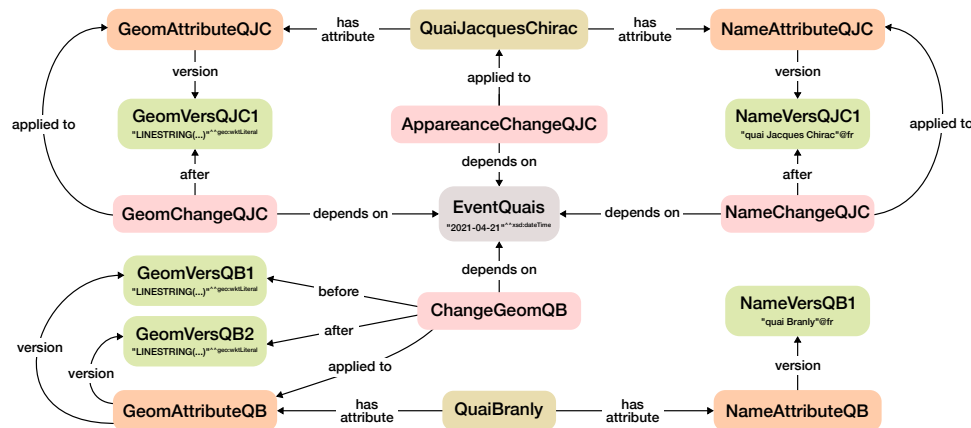 GeomAttributeQJC
has
attribute
QuaiJacquesChirac
has
attribute
NameAttributeQJC
version
applied to
version
GeomVersQJC1
"LINESTRING(...)"^^geo:wktLiteral
AppareanceChangeQJC
NameVersQJC1
"quai Jacques Chirac"@fr
applied to
applied to
after
depends on
after
GeomChangeQJC
depends on
EventQuais
"2021-04-21"^^xsd:dateTime
depends on
NameChangeQJC
depends on
GeomVersQB1
"LINESTRING(...)"^^geo:wktLiteral
before
ChangeGeomQB
NameVersQB1
"quai Branly"@fr
GeomVersQB2
"LINESTRING(...)"^^geo:wktLiteral
after
version
version
applied to
version
GeomAttributeQB
has
attribute
QuaiBranly
has
attribute
NameAttributeQB